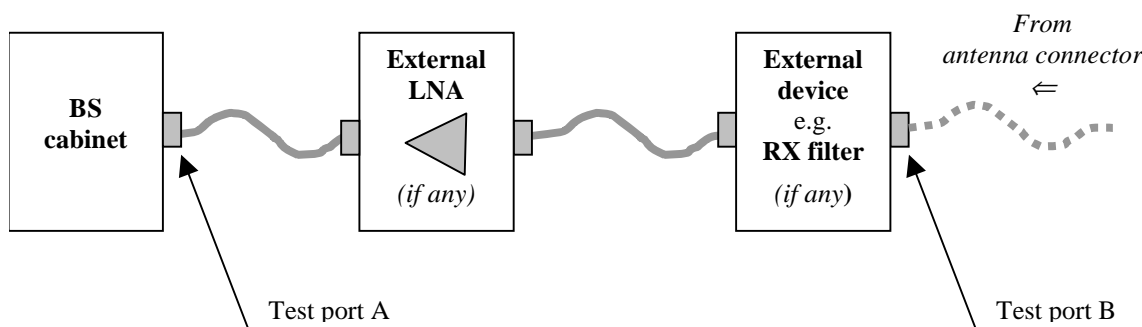 BS
cabinet
External
LNA
(if any)
External
device
e.g.
RX filter
(if any)
From
antenna connector
⇐
Test port A
Test port B